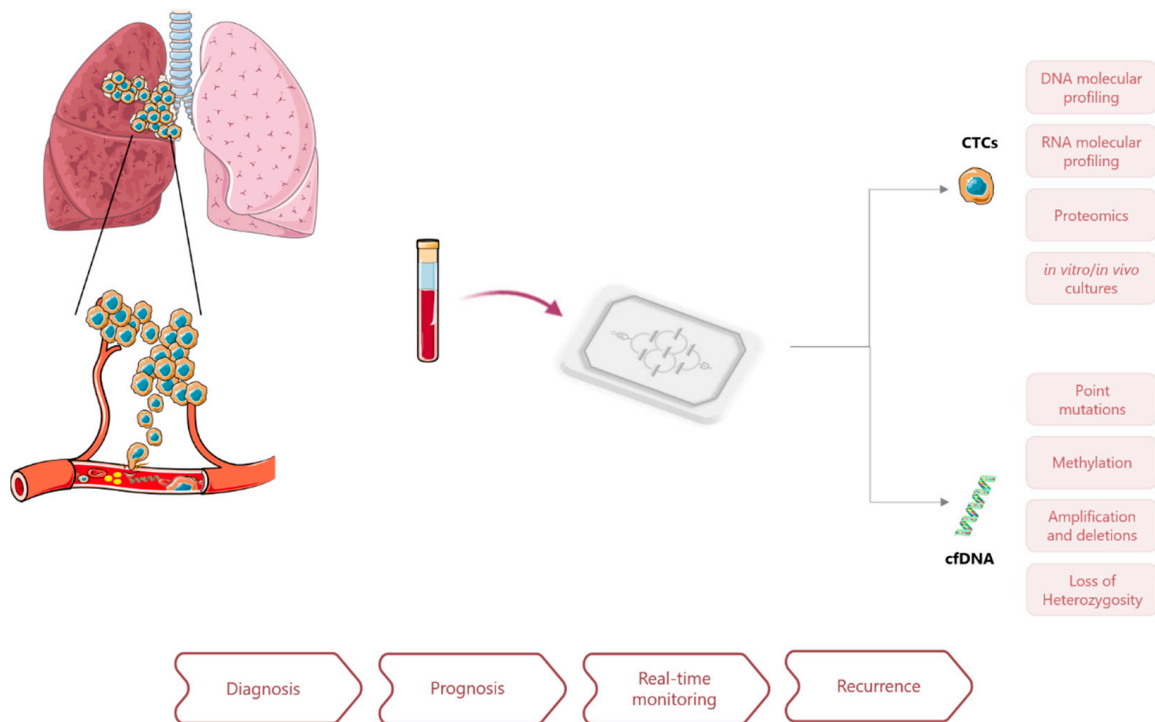 CTCs
DNA molecular
profiling
RNA molecular
profiling
Proteomics
in vitro/in vivo
cultures
cfDNA
Point
mutations
Methylation
Amplification
and deletions
Loss of
Heterozygosity
Diagnosis
Prognosis
Real-time
monitoring
Recurrence